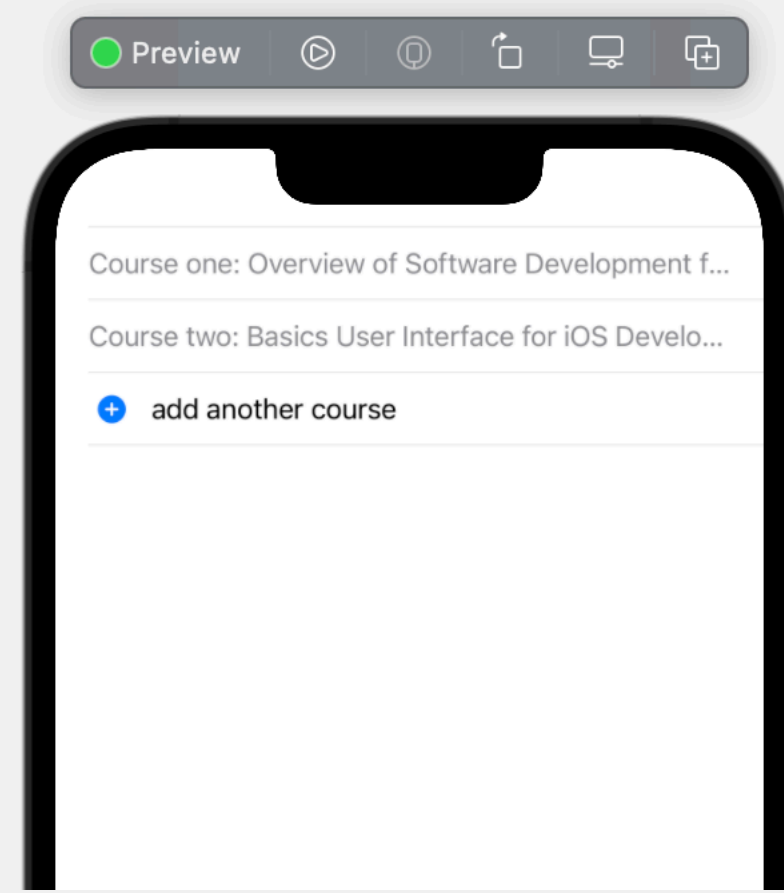 Preview
Course one: Overview of Software Development f...
Course two: Basics User Interface for iOS Develo...
add another course